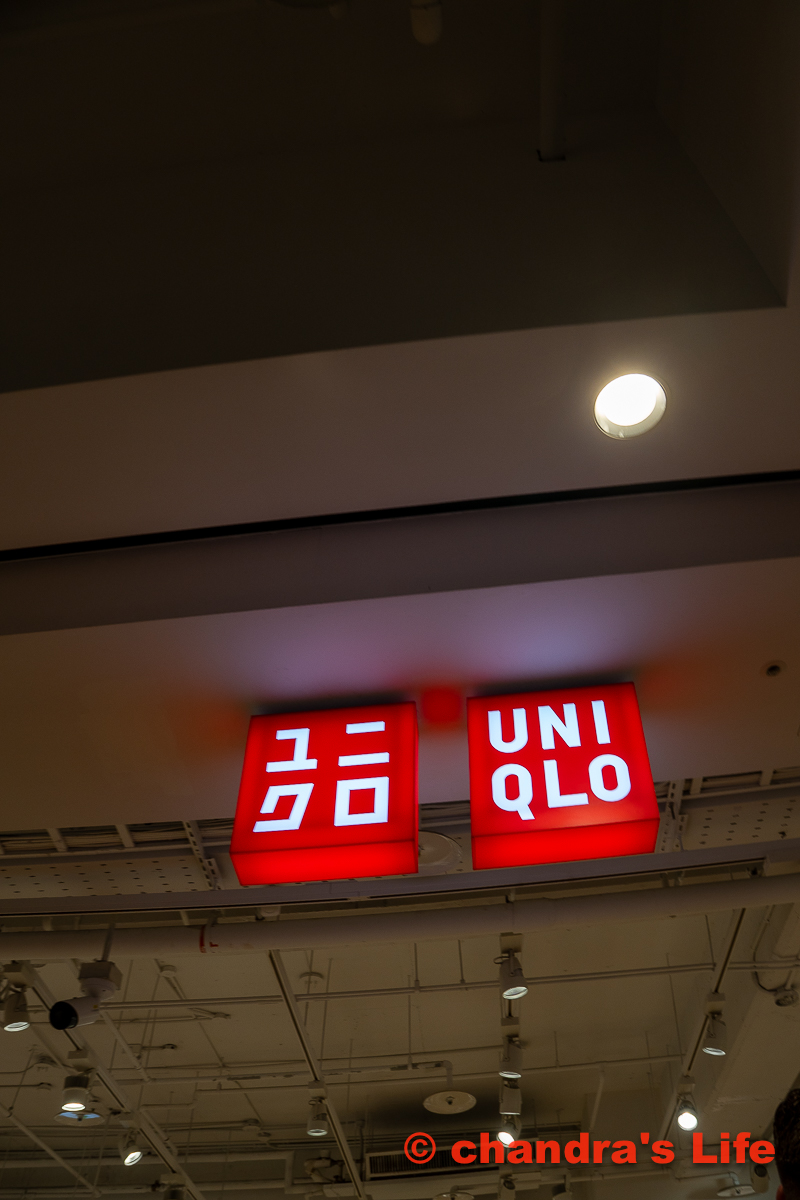 ユニ
クロ
UNI
QLO
© chandra's Life